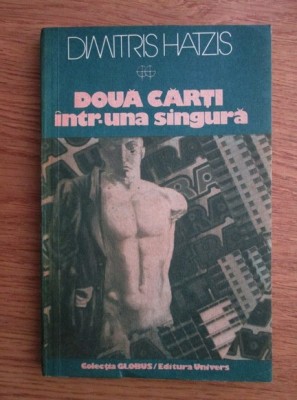 DIMITRIS HATZIS
DOUĂ CĂRȚI
într-una singură
Colecția GLOBUS/Editura Univers